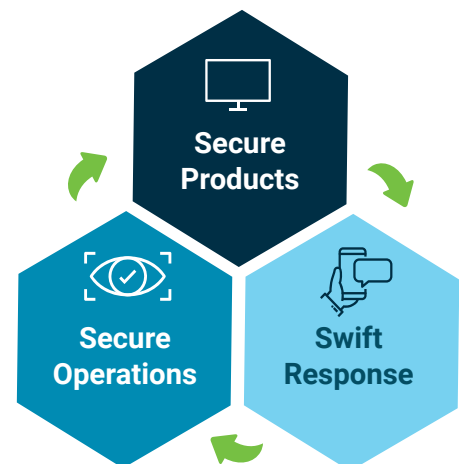 Secure
Products
Secure
Operations
Swift
Response